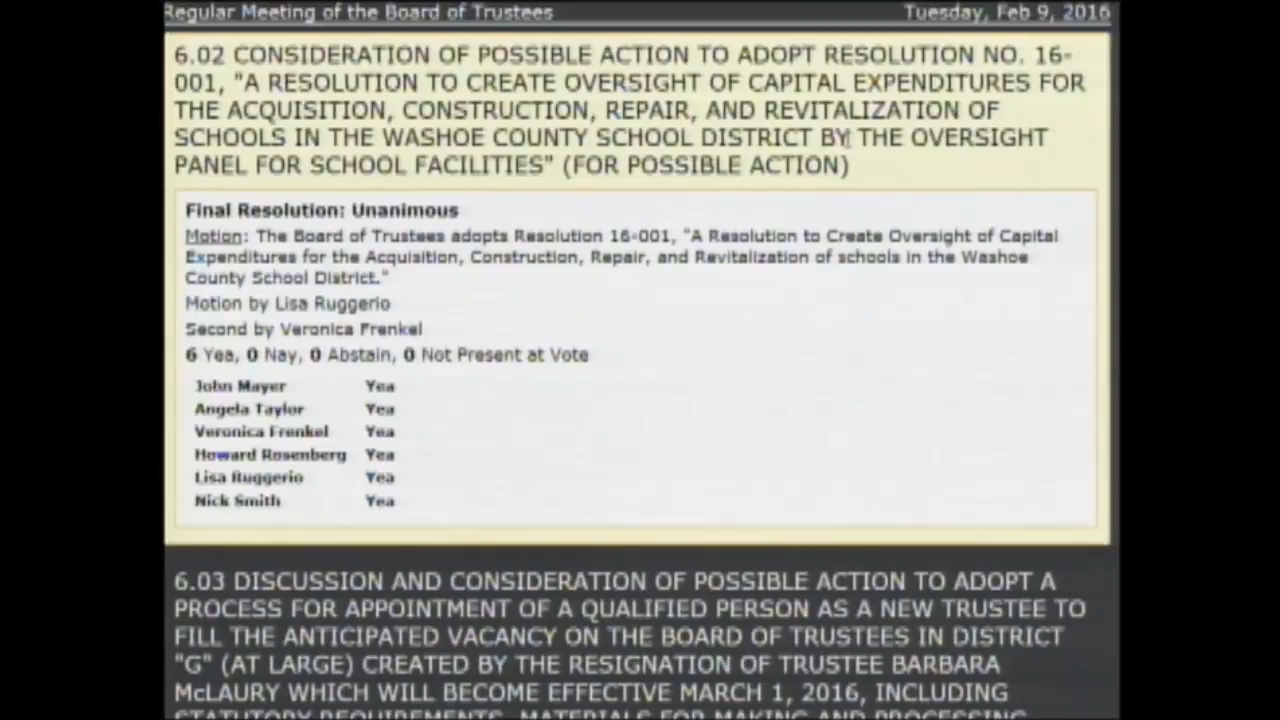 Regular Meeting of the Board of Trustees
Tuesday, Feb 9, 2016
6.02 CONSIDERATION OF POSSIBLE ACTION TO ADOPT RESOLUTION NO. 16-
001, "A RESOLUTION TO CREATE OVERSIGHT OF CAPITAL EXPENDITURES FOR
THE ACQUISITION, CONSTRUCTION, REPAIR, AND REVITALIZATION OF
SCHOOLS IN THE WASHOE COUNTY SCHOOL DISTRICT BY THE OVERSIGHT
PANEL FOR SCHOOL FACILITIES" (FOR POSSIBLE ACTION)
Final Resolution: Unanimous
Motion: The Board of Trustees adopts Resolution 16-001, "A Resolution to Create Oversight of Capital
Expenditures for the Acquisition, Construction, Repair, and Revitalization of schools in the Washoe
County School District."
Motion by Lisa Ruggerio
Second by Veronica Frenkel
6 Yea, 0 Nay, 0 Abstain, 0 Not Present at Vote
John Mayer Yea
Angela Taylor Yea
Veronica Frenkel Yea
Howard Rosenberg Yea
Lisa Ruggerio Yea
Nick Smith Yea
6.03 DISCUSSION AND CONSIDERATION OF POSSIBLE ACTION TO ADOPT A
PROCESS FOR APPOINTMENT OF A QUALIFIED PERSON AS A NEW TRUSTEE TO
FILL THE ANTICIPATED VACANCY ON THE BOARD OF TRUSTEES IN DISTRICT
"G" (AT LARGE) CREATED BY THE RESIGNATION OF TRUSTEE BARBARA
McLAURY WHICH WILL BECOME EFFECTIVE MARCH 1, 2016, INCLUDING
STATUTORY REQUIREMENTS, MATERIALS FOR MAKING AND PROCESSING